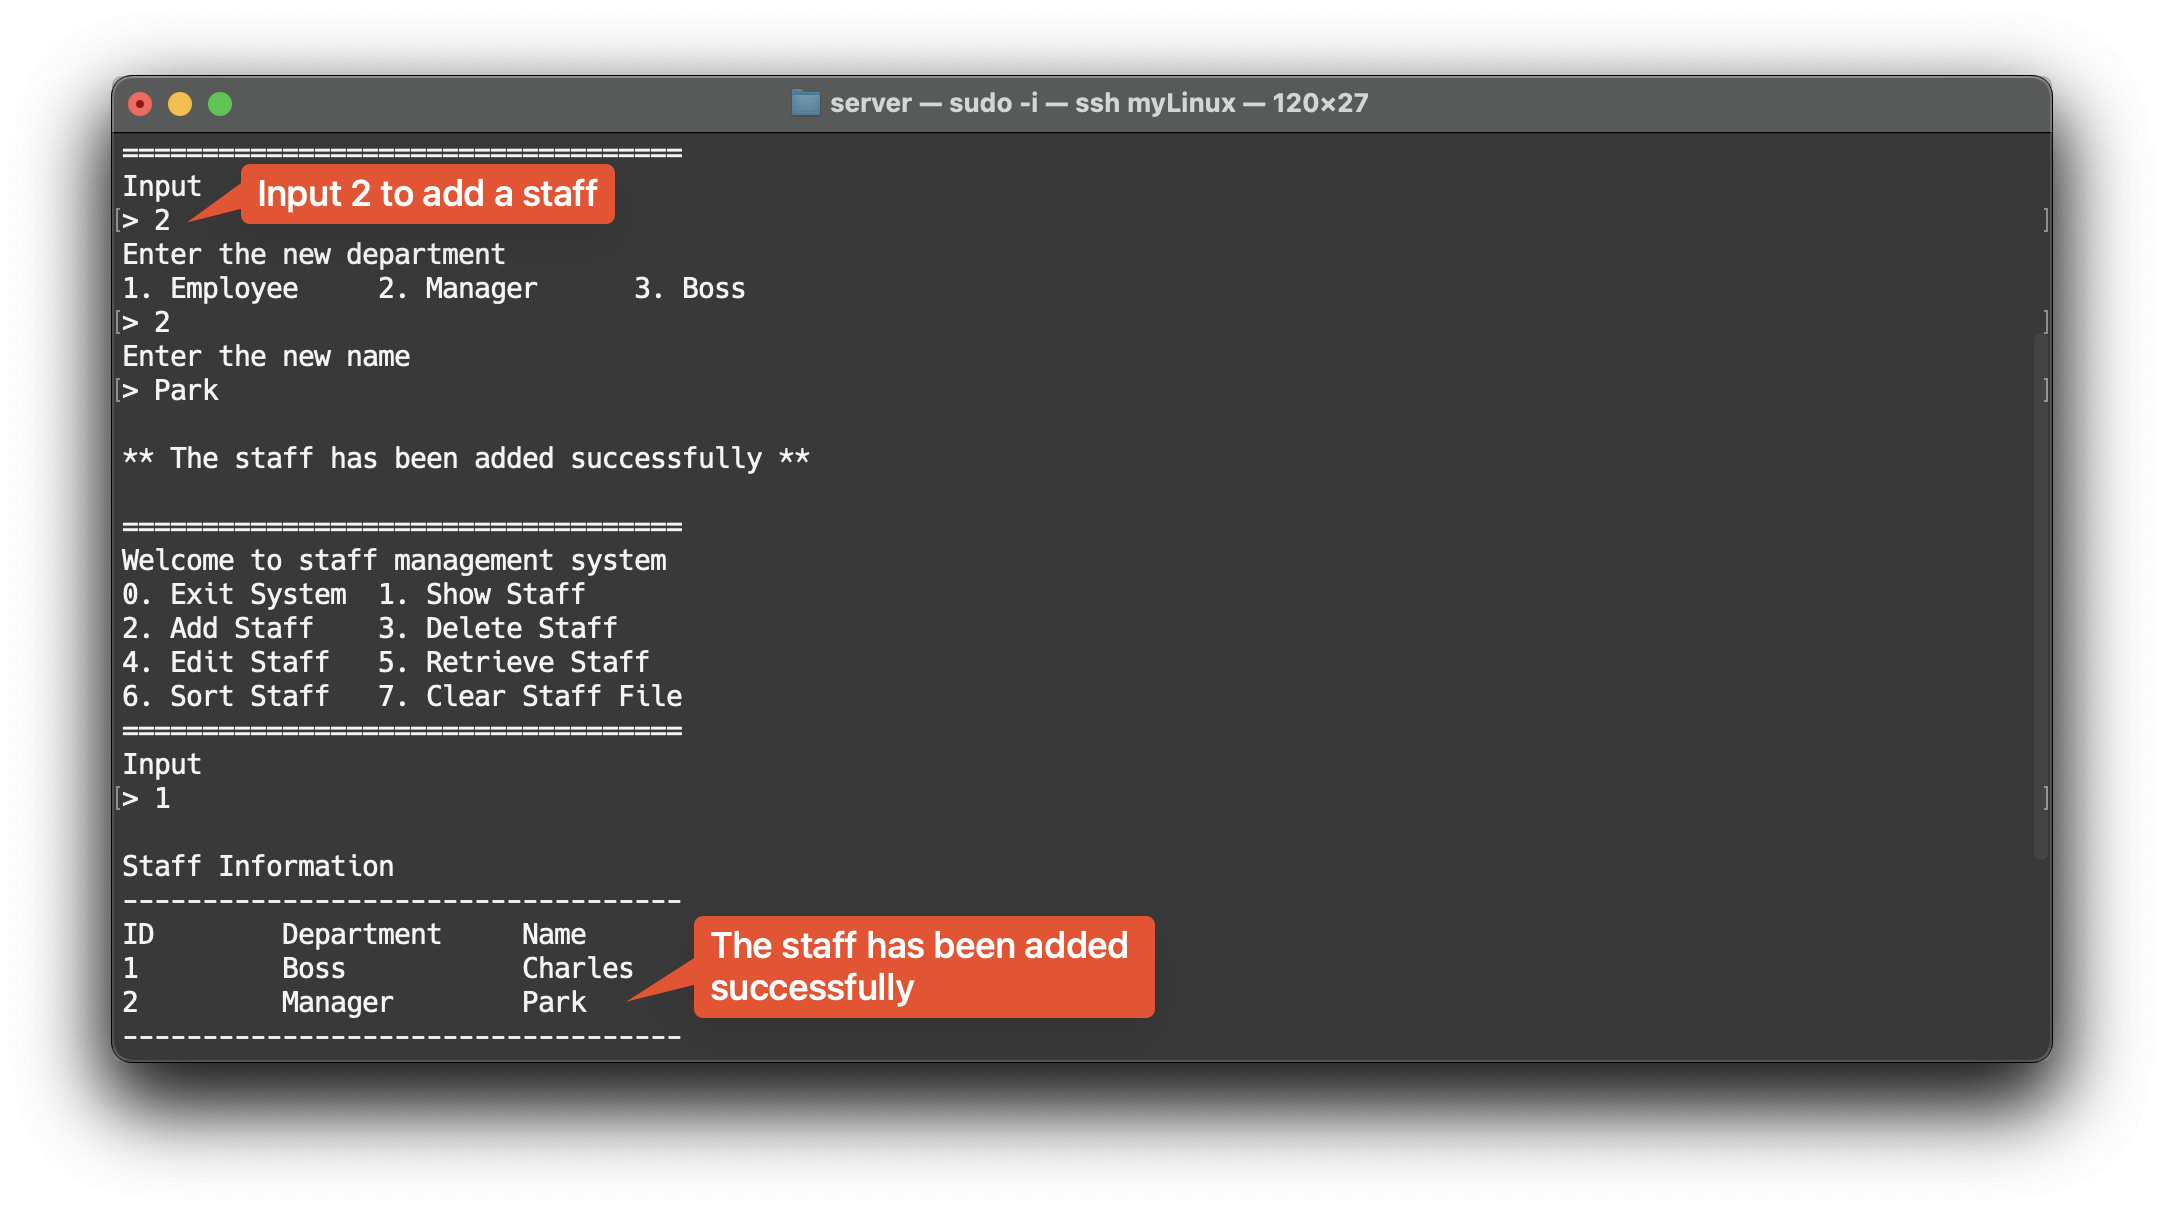 server — sudo -i — ssh myLinux — 120×27
===================================
Input
Input 2 to add a staff
[> 2 ]
Enter the new department
1. Employee     2. Manager      3. Boss
[> 2 ]
Enter the new name
[> Park ]
** The staff has been added successfully **
===================================
Welcome to staff management system
0. Exit System  1. Show Staff
2. Add Staff    3. Delete Staff
4. Edit Staff   5. Retrieve Staff
6. Sort Staff   7. Clear Staff File
===================================
Input
[> 1 ]
Staff Information
-----------------------------------
ID        Department     Name
1         Boss           Charles
2         Manager        Park
The staff has been added
successfully
-----------------------------------